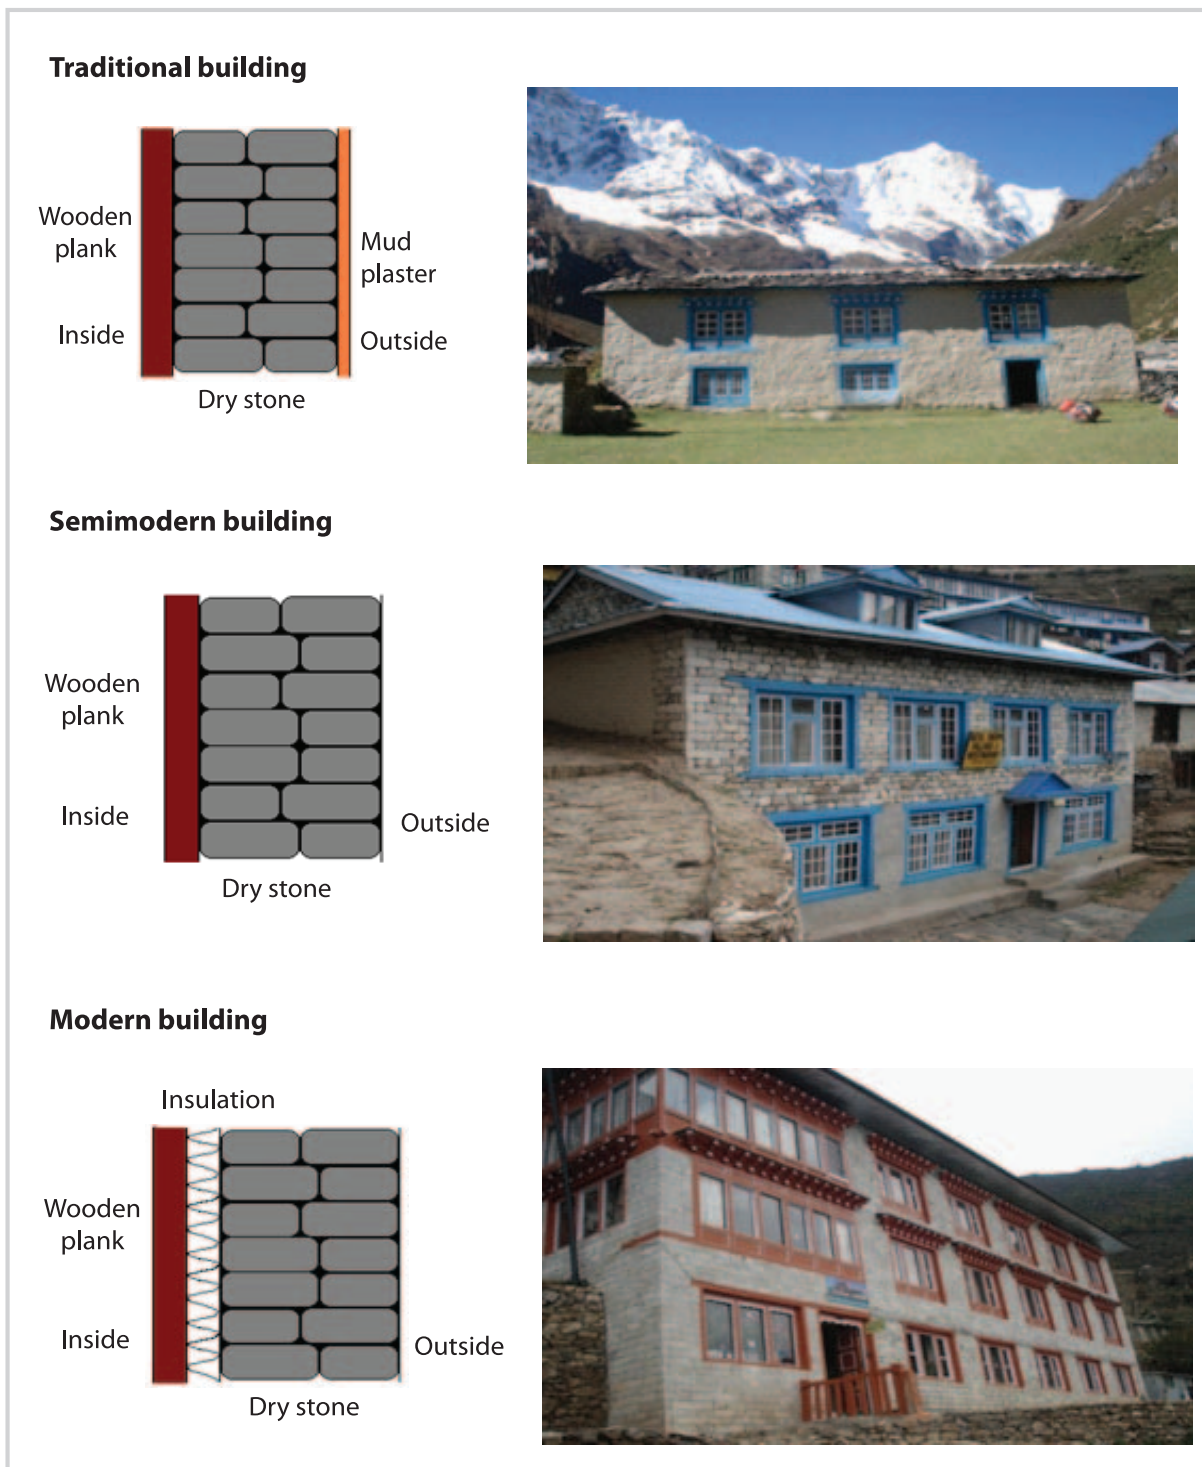 Traditional building
Wooden
plank
Mud
plaster
Inside
Outside
Dry stone
Semimodern building
Wooden
plank
Inside
Outside
Dry stone
Modern building
Insulation
Wooden
plank
Inside
Outside
Dry stone